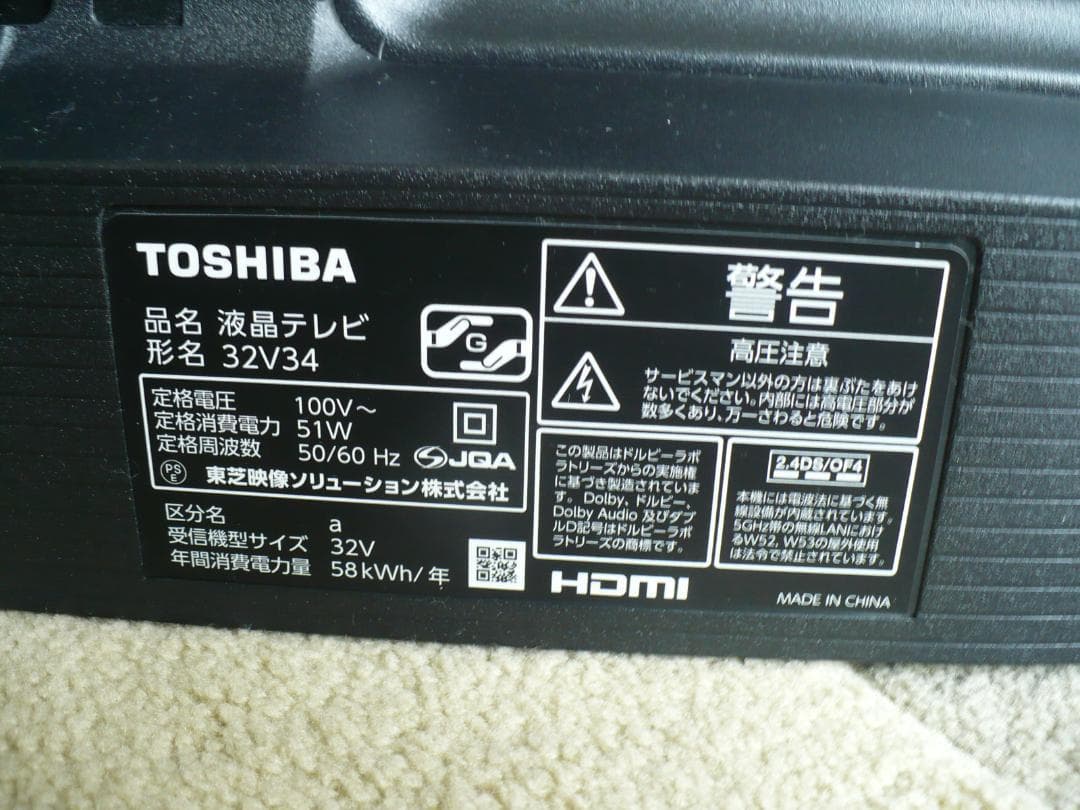 TOSHIBA
品名 液晶テレビ
形名 32V34
G
定格電圧 100V～
定格消費電力 51W
定格周波数 50/60 Hz
JQA
PS
E
東芝映像ソリューション株式会社
区分名 a
受信機型サイズ 32V
年間消費電力量 58kWh/年
警告
高圧注意
サービスマン以外の方は裏ぶたをあけ
ないでください。内部には高電圧部分が
数多くあり、万一さわると危険です。
この製品はドルビーラボ
ラトリーズからの実施権
に基づき製造されていま
す。Dolby、ドルビー、
Dolby Audio 及びダブ
ルD記号はドルビーラボ
ラトリーズの商標です。
2.4DS/OF4
本機には電波法に基づく無
線設備が内蔵されています。
5GHz帯の無線LANにおけ
るW52, W53の屋外使用
は法令で禁止されています。
HDMI
MADE IN CHINA